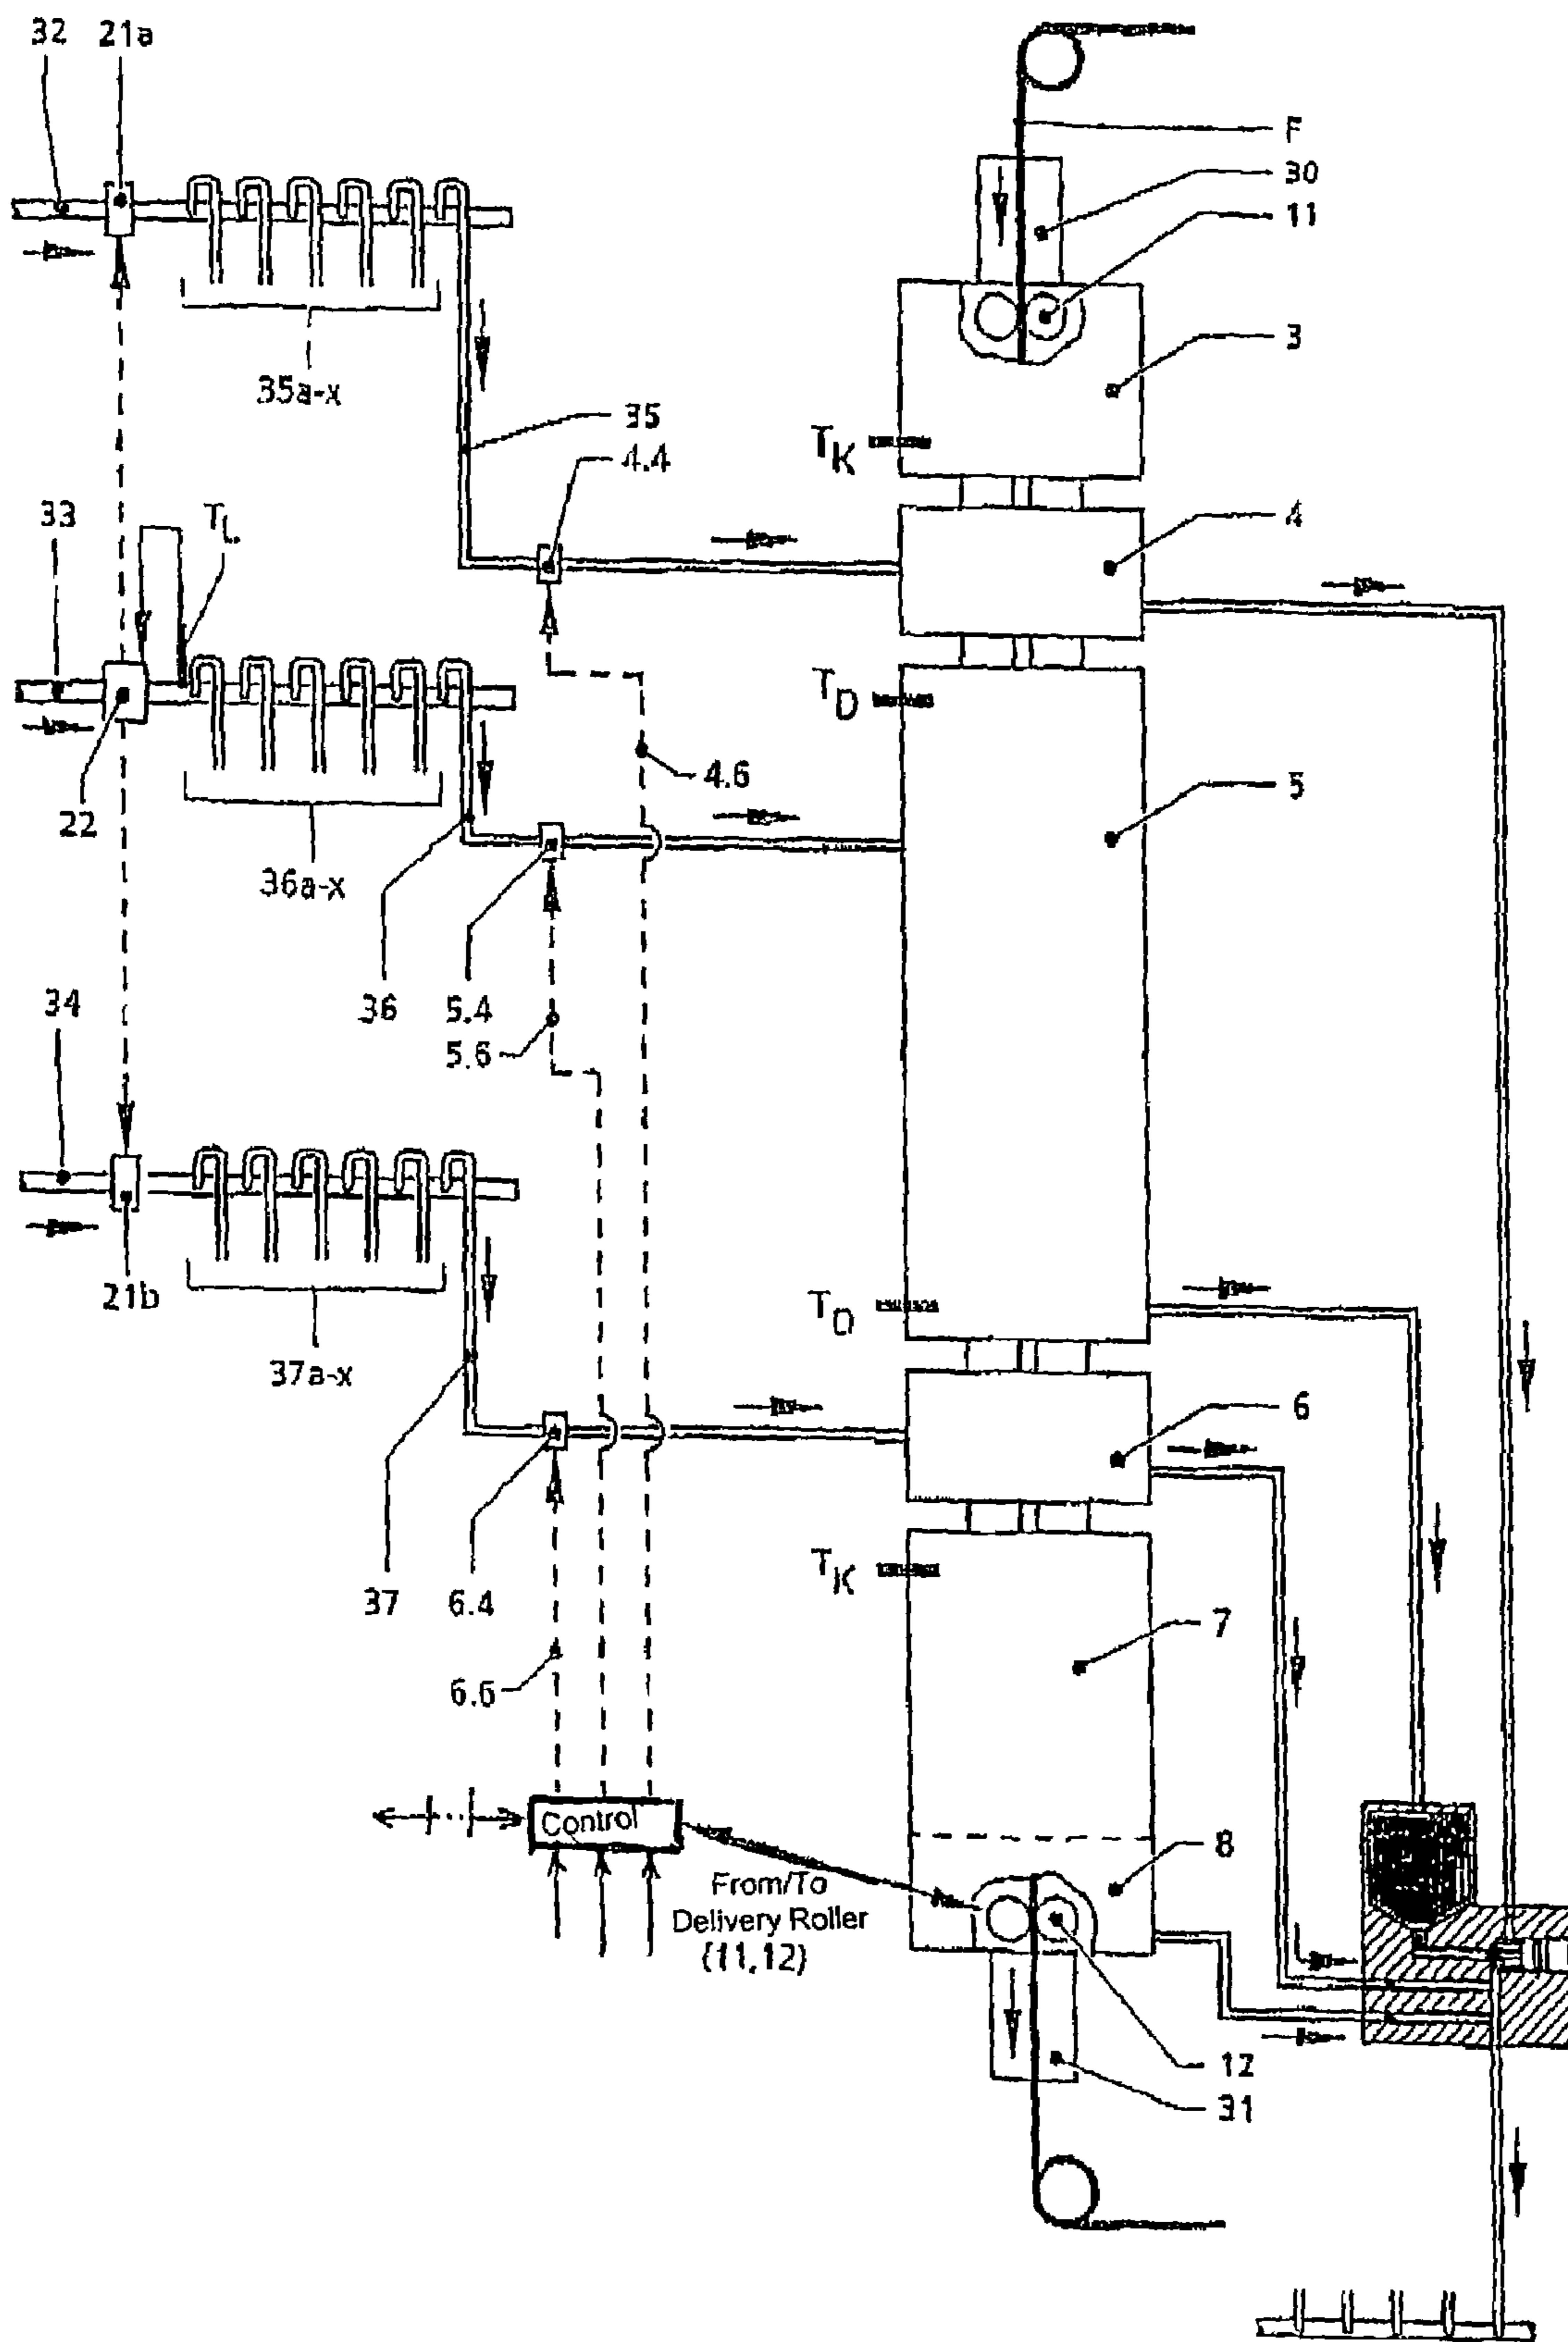 32 21a
F
30
11
3
35a-x
35
4.4
T_K
33 T_L
4
T_D
4.6
5
22
36a-x
34 36 5.4
5.6
21b
T_D
37a-x
6
T_K
37 6.4
7
6.6
Control
8
From/To
Delivery Roller
(11,12)
12
31